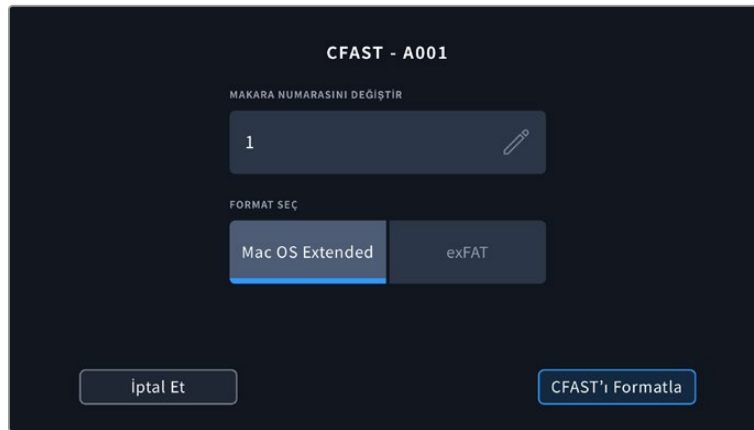 CFAST - A001
MAKARA NUMARASINI DEĞİŞTİR
1
FORMAT SEÇ
Mac OS Extended
exFAT
İptal Et
CFAST’ı Formatla